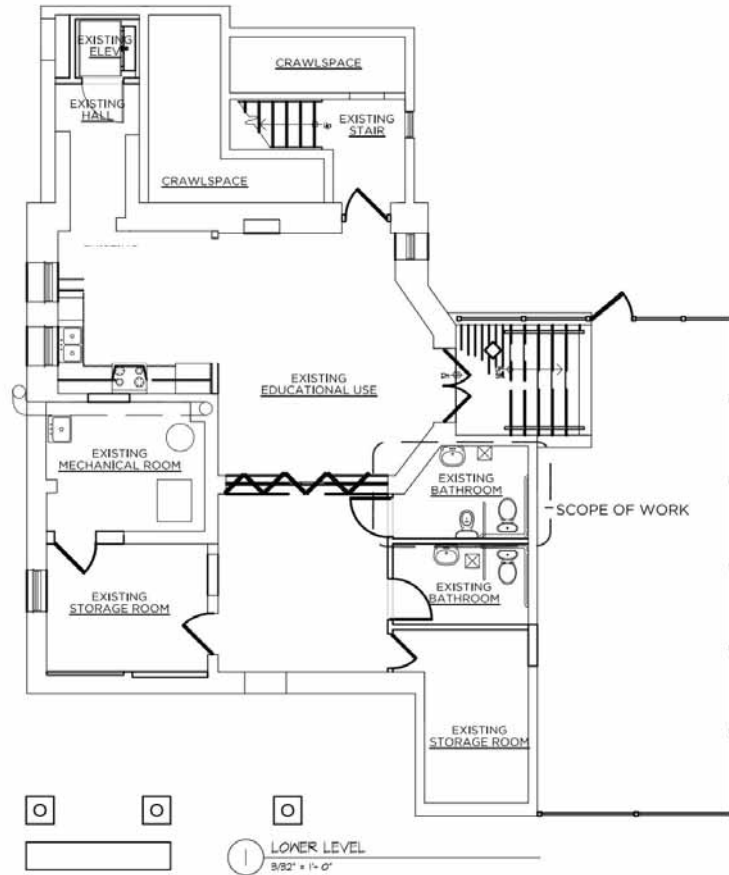 EXISTING
ELEV
CRAWLSPACE
EXISTING
HALL
EXISTING
STAIR
CRAWLSPACE
EXISTING
EDUCATIONAL USE
EXISTING
MECHANICAL ROOM
EXISTING
BATHROOM
SCOPE OF WORK
EXISTING
STORAGE ROOM
EXISTING
BATHROOM
EXISTING
STORAGE ROOM
1
LOWER LEVEL
3/32" = 1'- 0"